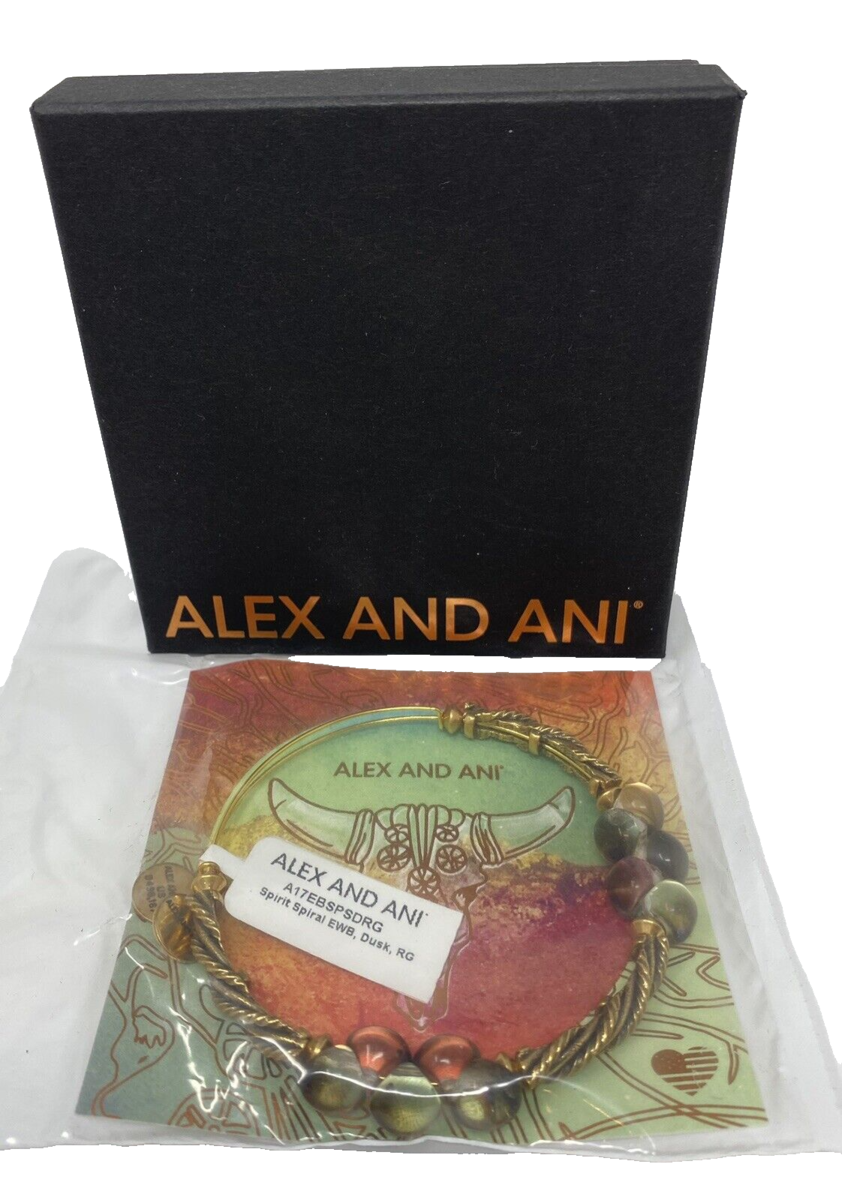 ALEX AND ANI®
ALEX AND ANI
ALEX AND ANI
A17EBSPSDRG
Spirit Spiral EWB, Dusk, RG